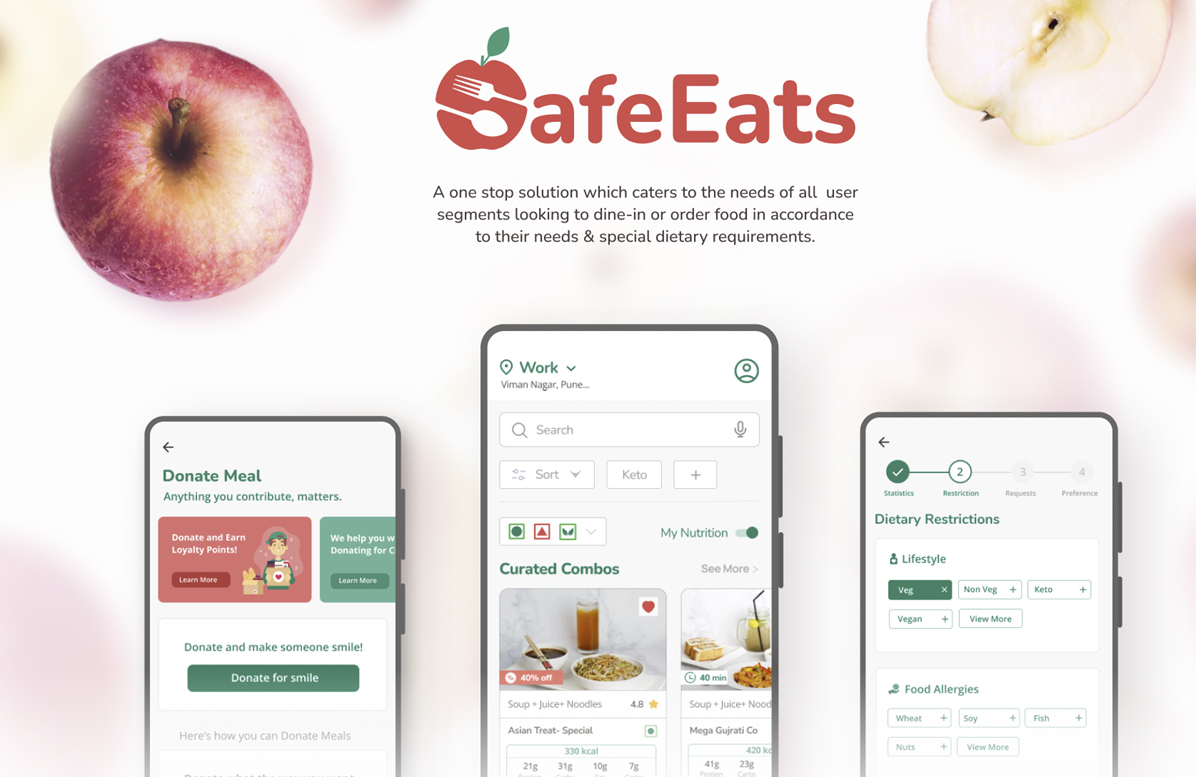 SafeEats
A one stop solution which caters to the needs of all user
segments looking to dine-in or order food in accordance
to their needs & special dietary requirements.
Donate Meal
Anything you contribute, matters.
Donate and Earn
Loyalty Points!
Learn More
We help you w
Donating for C
Learn More
Donate and make someone smile!
Donate for smile
Here's how you can Donate Meals
Work
Viman Nagar, Pune...
Search
Sort
Keto
+
My Nutrition
Curated Combos
See More >
40% off
Soup + Juice+ Noodles
4.8
Asian Treat- Special
330 kcal
21g 31g 10g 7g
40 min
Soup + Juice+ Nood
Mega Gujrati Co
420 kc
41g 23g
Protien Carbs
2 3 4
Statistics Restriction Requests Preference
Dietary Restrictions
Lifestyle
Veg × Non Veg + Keto +
Vegan + View More
Food Allergies
Wheat + Soy + Fish +
Nuts + View More